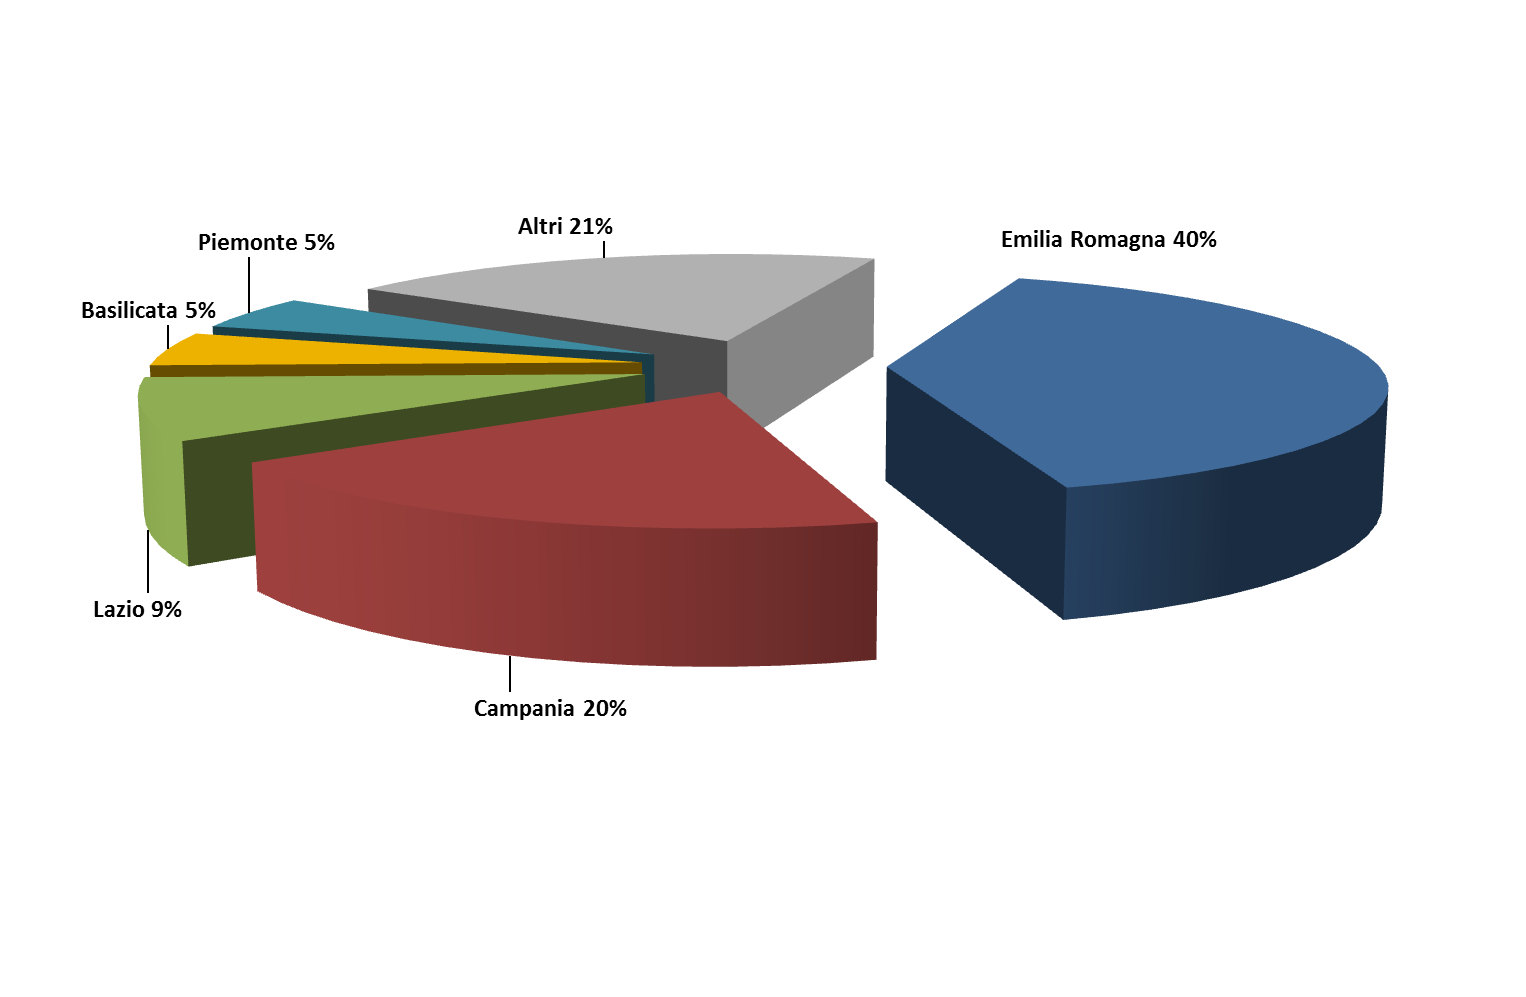 Altri 21%
Emilia Romagna 40%
Piemonte 5%
Basilicata 5%
Lazio 9%
Campania 20%